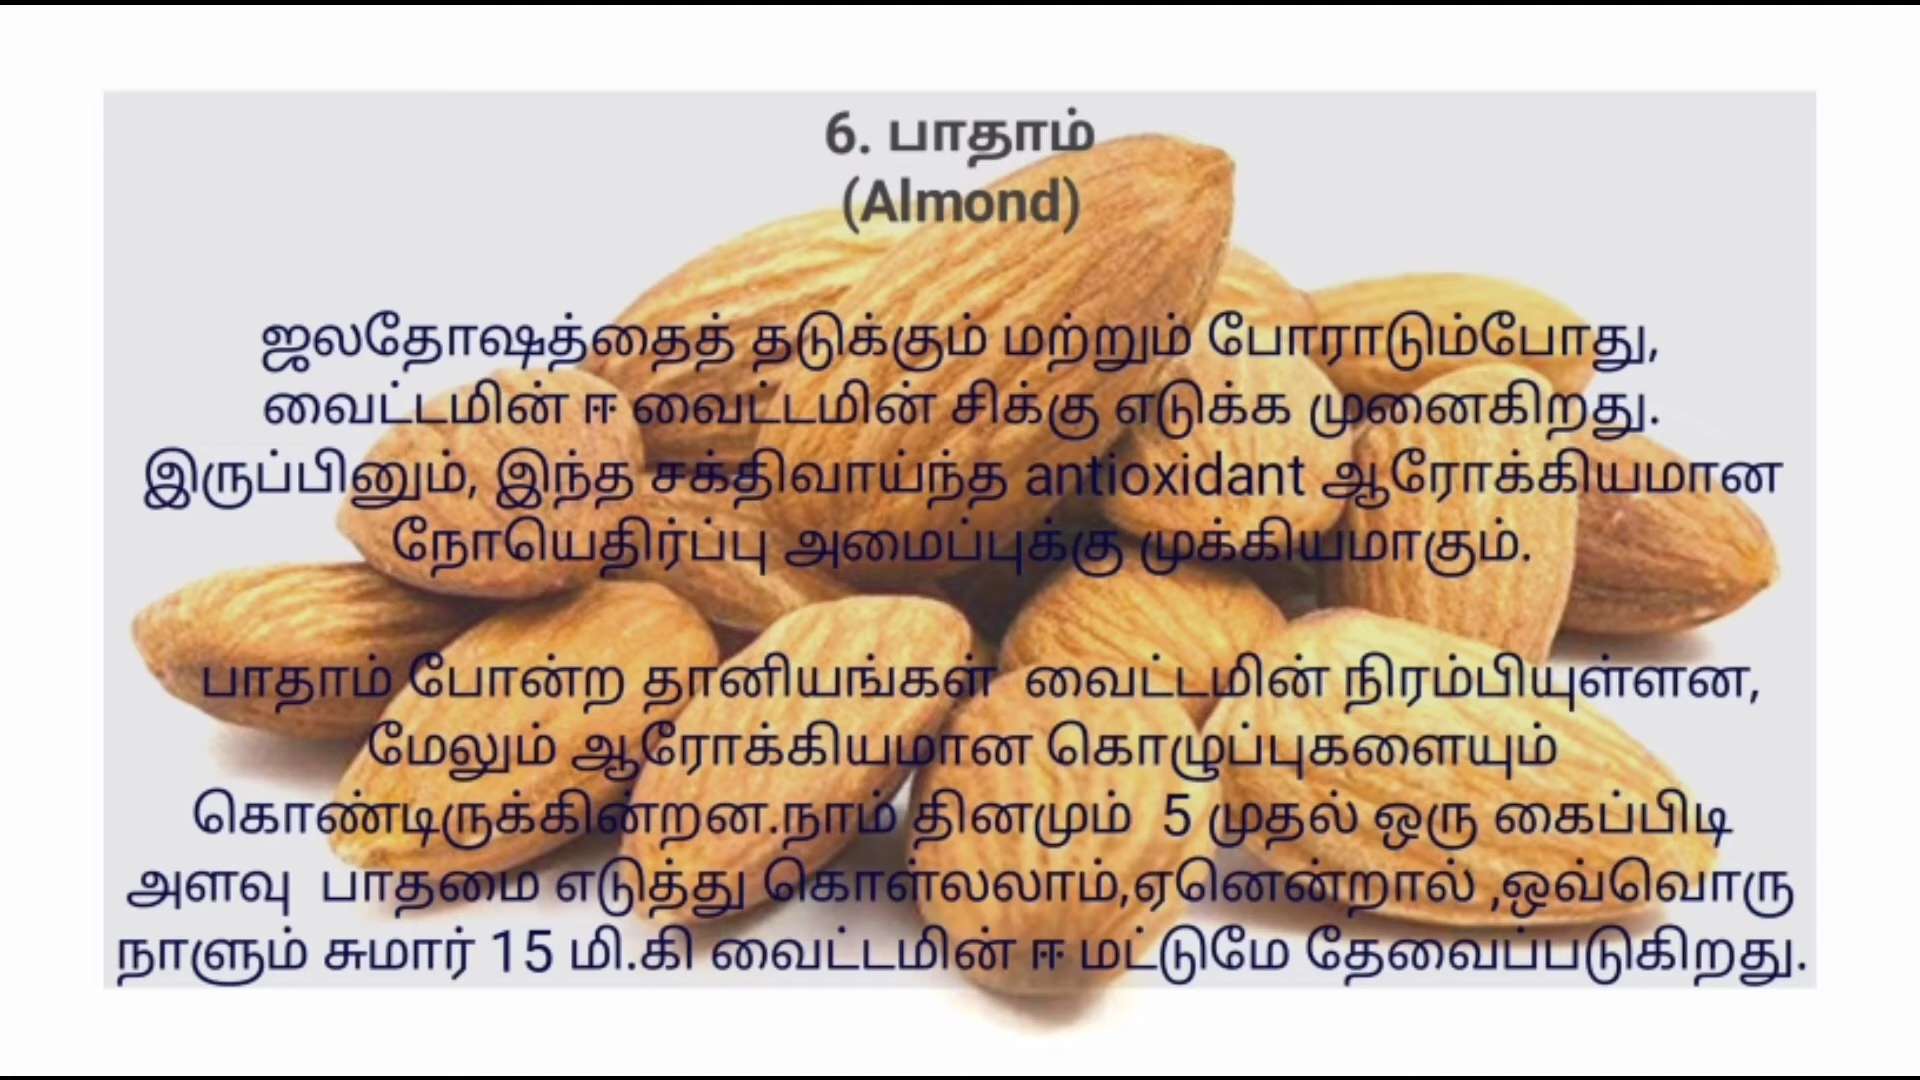 6. பாதாம்
(Almond)
ஜலதோஷத்தைத் தடுக்கும் மற்றும் போராடும்போது,
வைட்டமின் ஈ வைட்டமின் சிக்கு எடுக்க முனைகிறது.
இருப்பினும், இந்த சக்திவாய்ந்த antioxidant ஆரோக்கியமான
நோயெதிர்ப்பு அமைப்புக்கு முக்கியமாகும்.
பாதாம் போன்ற தானியங்கள் வைட்டமின் நிரம்பியுள்ளன,
மேலும் ஆரோக்கியமான கொழுப்புகளையும்
கொண்டிருக்கின்றன.நாம் தினமும் 5 முதல் ஒரு கைப்பிடி
அளவு பாதமை எடுத்து கொள்லலாம்,ஏனென்றால் ,ஒவ்வொரு
நாளும் சுமார் 15 மி.கி வைட்டமின் ஈ மட்டுமே தேவைப்படுகிறது.